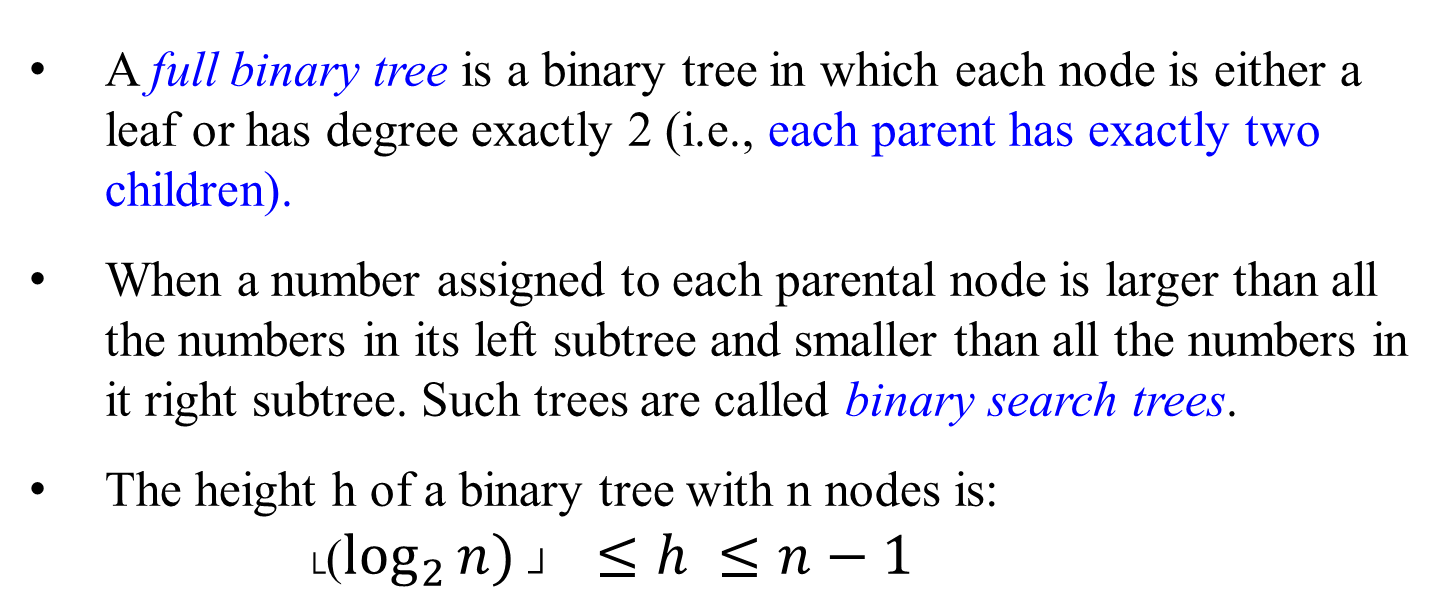 • A full binary tree is a binary tree in which each node is either a
leaf or has degree exactly 2 (i.e., each parent has exactly two
children).
• When a number assigned to each parental node is larger than all
the numbers in its left subtree and smaller than all the numbers in
it right subtree. Such trees are called binary search trees.
• The height h of a binary tree with n nodes is:
⌊(log₂ n) ⌋ ≤ h ≤ n − 1